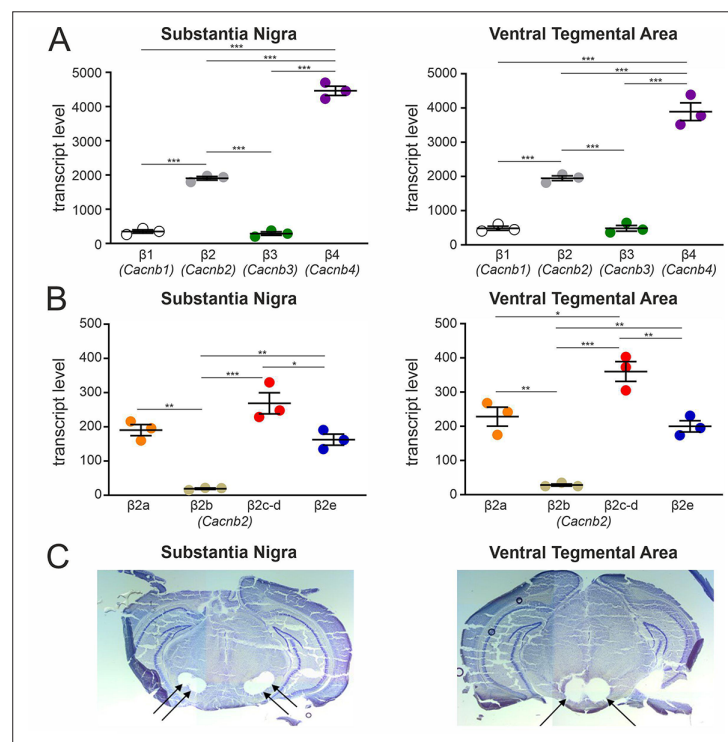 A
Substantia Nigra
Ventral Tegmental Area
transcript level
5000
4000
3000
2000
1000
0
***
***
***
***
***
β1 β2 β3 β4
(Cacnb1) (Cacnb2) (Cacnb3) (Cacnb4)
transcript level
5000
4000
3000
2000
1000
0
***
***
***
***
***
β1 β2 β3 β4
(Cacnb1) (Cacnb2) (Cacnb3) (Cacnb4)
B
Substantia Nigra
Ventral Tegmental Area
transcript level
500
400
300
200
100
0
**
***
*
**
β2a β2b β2c-d β2e
(Cacnb2)
transcript level
500
400
300
200
100
0
*
**
***
**
**
β2a β2b β2c-d β2e
(Cacnb2)
C
Substantia Nigra
Ventral Tegmental Area